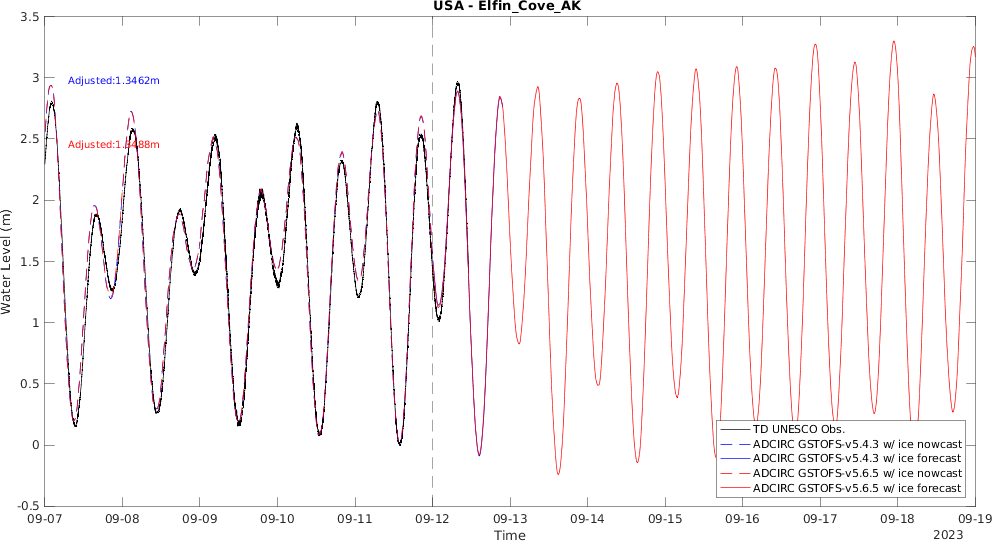 USA - Elfin_Cove_AK
3.5
3
2.5
2
1.5
1
0.5
0
-0.5
Water Level (m)
Adjusted:1.3462m
Adjusted:1.3488m
TD UNESCO Obs.
ADCIRC GSTOFS-v5.4.3 w/ ice nowcast
ADCIRC GSTOFS-v5.4.3 w/ ice forecast
ADCIRC GSTOFS-v5.6.5 w/ ice nowcast
ADCIRC GSTOFS-v5.6.5 w/ ice forecast
09-07 09-08 09-09 09-10 09-11 09-12 09-13 09-14 09-15 09-16 09-17 09-18 09-19
Time
2023